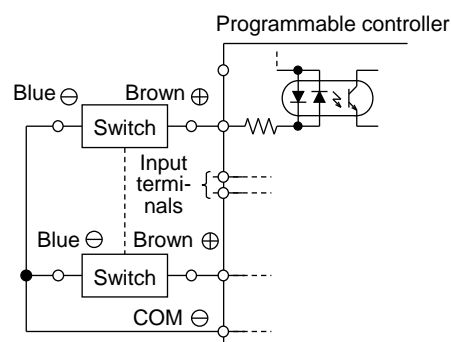 Programmable controller
Blue ⊖
Brown ⊕
Switch
Input
termi-
nals
Blue ⊖
Brown ⊕
Switch
COM ⊖